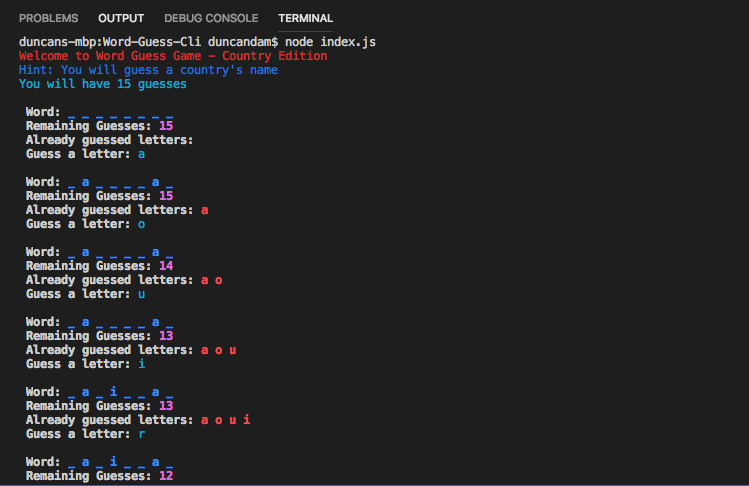 PROBLEMS OUTPUT DEBUG CONSOLE TERMINAL
duncans-mbp:Word-Guess-Cli duncandam$ node index.js
Welcome to Word Guess Game - Country Edition
Hint: You will guess a country's name
You will have 15 guesses
Word: _ _ _ _ _ _ _ _
Remaining Guesses: 15
Already guessed letters:
Guess a letter: a
Word: _ a _ _ _ _ a _
Remaining Guesses: 15
Already guessed letters: a
Guess a letter: o
Word: _ a _ _ _ _ a _
Remaining Guesses: 14
Already guessed letters: a o
Guess a letter: u
Word: _ a _ _ _ _ a _
Remaining Guesses: 13
Already guessed letters: a o u
Guess a letter: i
Word: _ a _ i _ _ a _
Remaining Guesses: 13
Already guessed letters: a o u i
Guess a letter: r
Word: _ a _ i _ _ a _
Remaining Guesses: 12